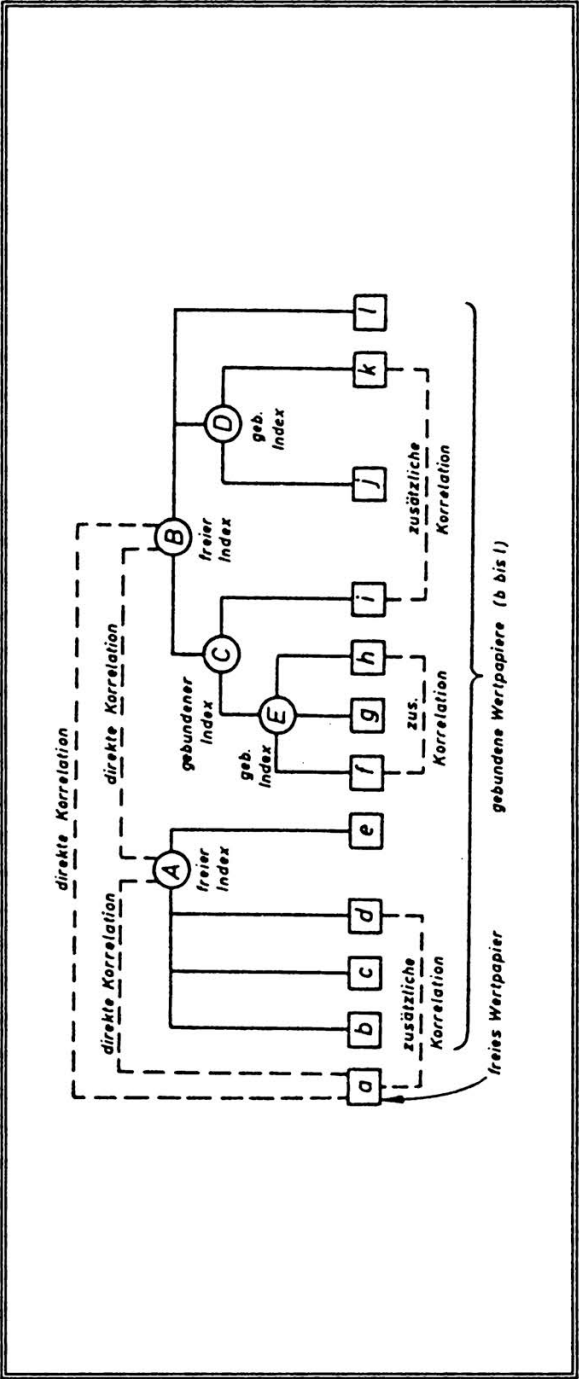 direkte Korrelation
direkte Korrelation
direkte Korrelation
A
freier
Index
B
freier
Index
C
gebundener
Index
D
geb.
Index
E
geb.
Index
a
b
c
d
e
f
g
h
i
j
k
l
zusätzliche
Korrelation
zus.
Korrelation
zusätzliche
Korrelation
freies Wertpapier
gebundene Wertpapiere (b bis l)